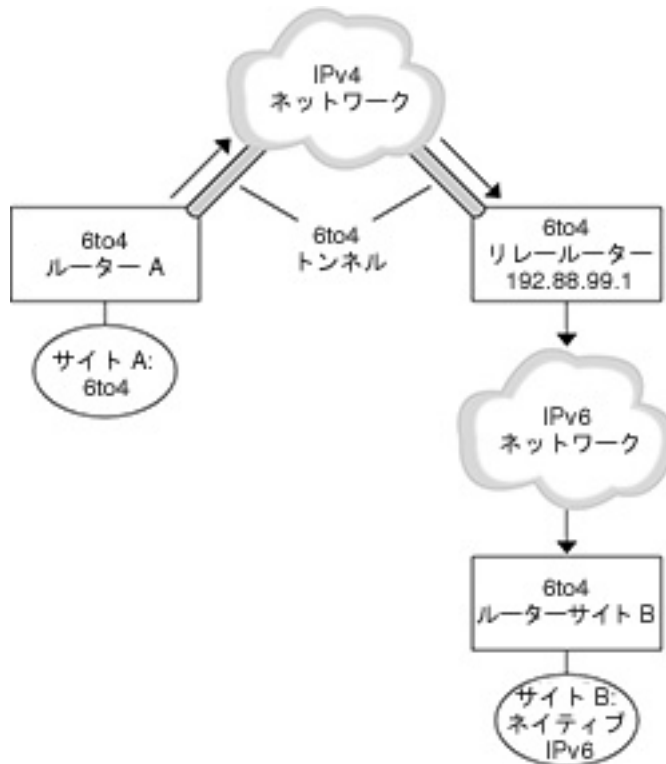 IPv4
ネットワーク
6to4
ルーター A
6to4
トンネル
6to4
リレールーター
192.88.99.1
サイト A:
6to4
IPv6
ネットワーク
6to4
ルーターサイト B
サイト B:
ネイティブ
IPv6